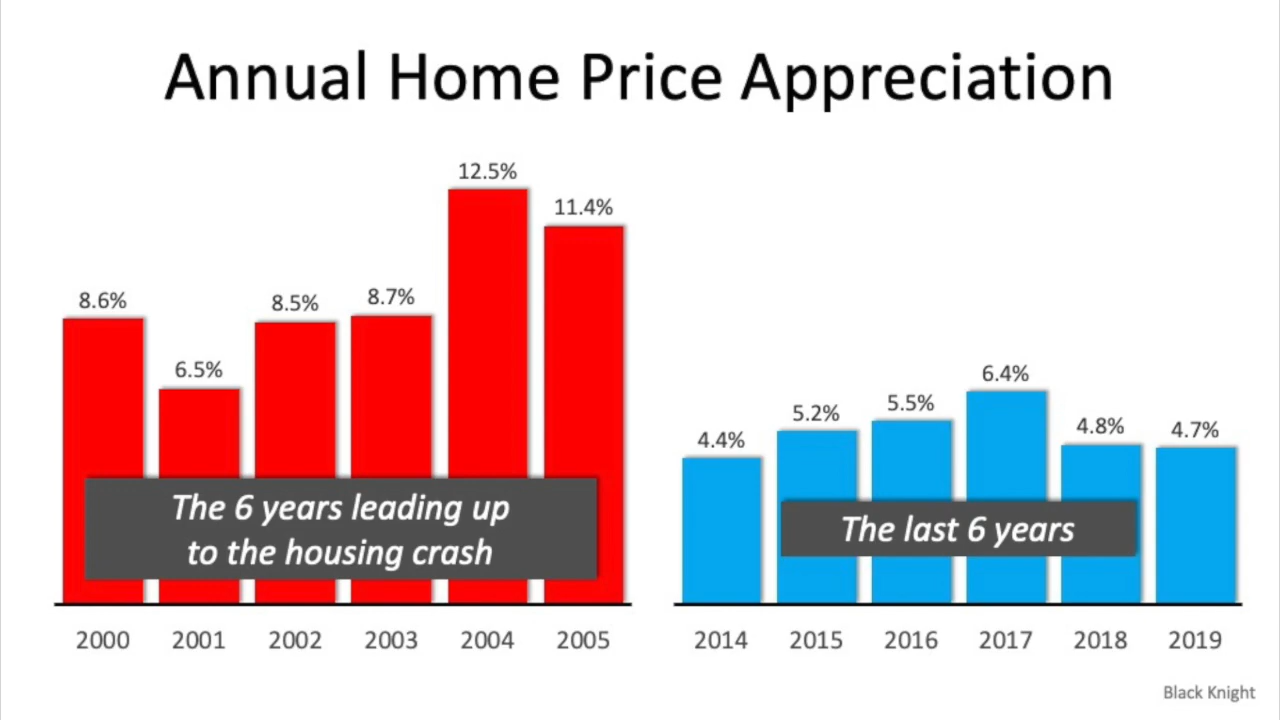 Annual Home Price Appreciation
12.5%
11.4%
8.6%
8.5%
8.7%
6.5%
The 6 years leading up
to the housing crash
2000 2001 2002 2003 2004 2005
6.4%
5.5%
5.2%
4.4%
4.8%
4.7%
The last 6 years
2014 2015 2016 2017 2018 2019
Black Knight